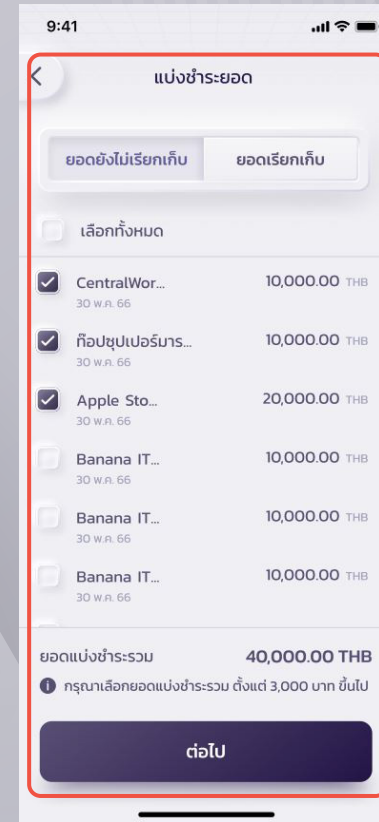 9:41
แบ่งชำระยอด
ยอดยังไม่เรียกเก็บ ยอดเรียกเก็บ
เลือกทั้งหมด
CentralWor... 10,000.00 THB
30 พ.ค. 66
ท็อปซุปเปอร์มาร... 10,000.00 THB
30 พ.ค. 66
Apple Sto... 20,000.00 THB
30 พ.ค. 66
Banana IT... 10,000.00 THB
30 พ.ค. 66
Banana IT... 10,000.00 THB
30 พ.ค. 66
Banana IT... 10,000.00 THB
30 พ.ค. 66
ยอดแบ่งชำระรวม 40,000.00 THB
กรุณาเลือกยอดแบ่งชำระรวม ตั้งแต่ 3,000 บาท ขึ้นไป
ต่อไป